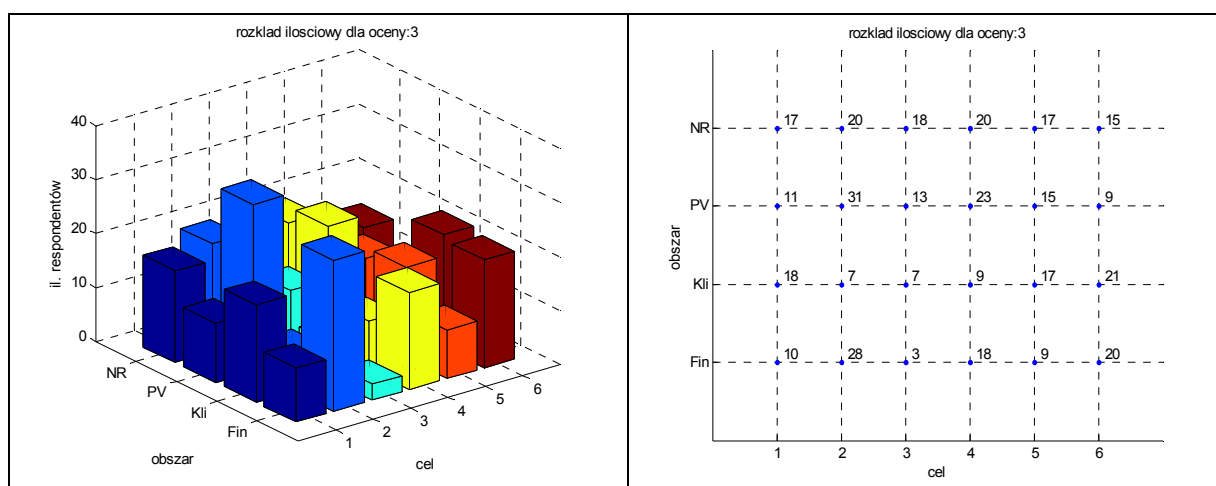 rozklad ilosciowy dla oceny:3
40
30
20
10
0
il. respondentów
NR
PV
Kli
Fin
obszar
1
2
3
4
5
6
cel
rozklad ilosciowy dla oceny:3
NR
17 20 18 20 17 15
PV
11 31 13 23 15 9
obszar
Kli
18 7 7 9 17 21
Fin
10 28 3 18 9 20
1 2 3 4 5 6
cel